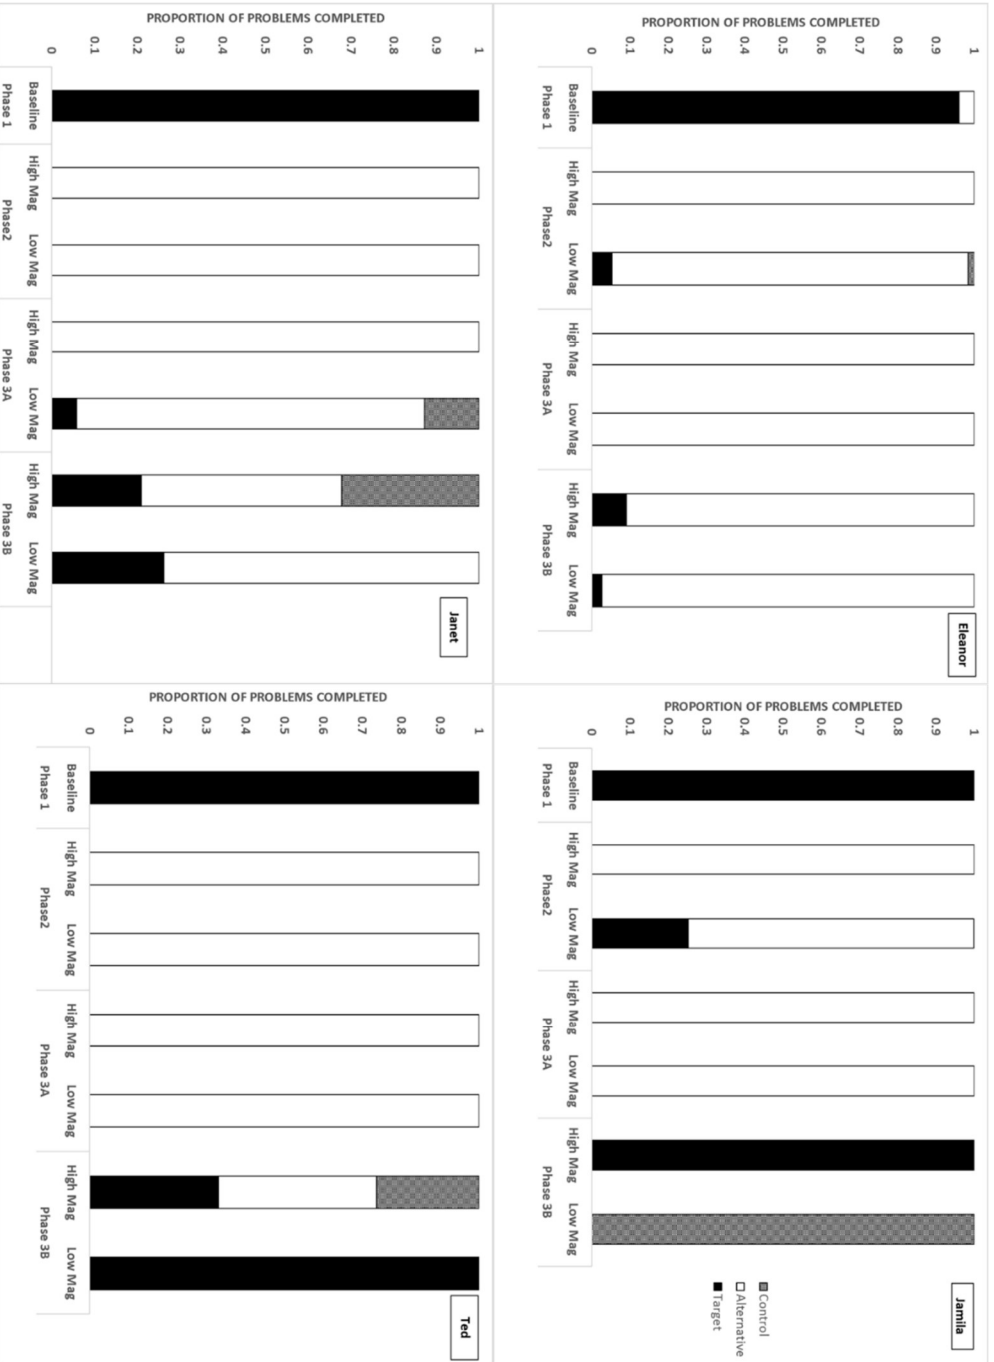 Eleanor
PROPORTION OF PROBLEMS COMPLETED
1
0.9
0.8
0.7
0.6
0.5
0.4
0.3
0.2
0.1
0
Baseline High Mag Low Mag High Mag Low Mag High Mag Low Mag
Phase 1 Phase2 Phase 3A Phase 3B
Jamila
PROPORTION OF PROBLEMS COMPLETED
1
0.9
0.8
0.7
0.6
0.5
0.4
0.3
0.2
0.1
0
Baseline High Mag Low Mag High Mag Low Mag High Mag Low Mag
Phase 1 Phase2 Phase 3A Phase 3B
Control
Alternative
Target
Janet
PROPORTION OF PROBLEMS COMPLETED
1
0.9
0.8
0.7
0.6
0.5
0.4
0.3
0.2
0.1
0
Baseline High Mag Low Mag High Mag Low Mag High Mag Low Mag
Phase 1 Phase2 Phase 3A Phase 3B
Ted
PROPORTION OF PROBLEMS COMPLETED
1
0.9
0.8
0.7
0.6
0.5
0.4
0.3
0.2
0.1
0
Baseline High Mag Low Mag High Mag Low Mag High Mag Low Mag
Phase 1 Phase2 Phase 3A Phase 3B